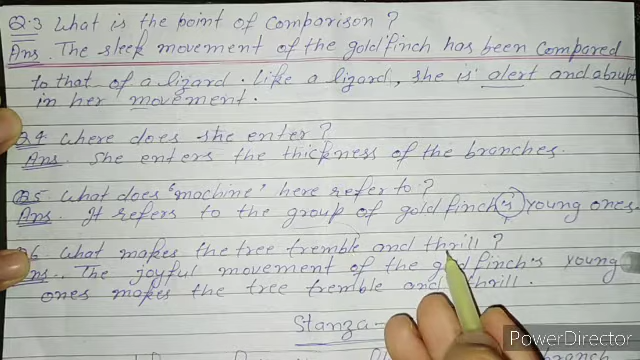 Q.3 What is the point of comparison ?
Ans. The sleek movement of the goldfinch has been compared
to that of a lizard. Like a lizard, she is alert and abrupt
in her movement.
Q4 Where does she enter ?
Ans. She enters the thickness of the branches.
Q5. What does 'machine' here refer to ?
Ans. It refers to the group of goldfinch's young ones.
Q6 What makes the tree tremble and thrill ?
Ans. The joyful movement of the goldfinch's young
ones makes the tree tremble and thrill.
Stanza-
branch
PowerDirector